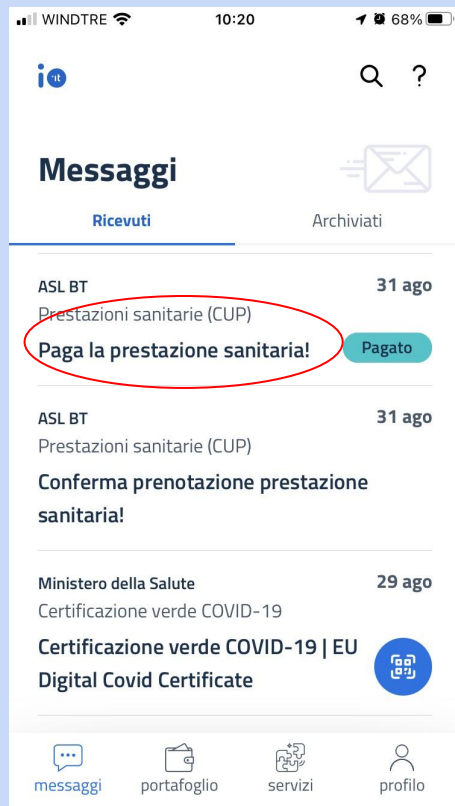 WINDTRE 10:20 68%
io it
?
Messaggi
Ricevuti Archiviati
ASL BT 31 ago
Prestazioni sanitarie (CUP)
Paga la prestazione sanitaria! Pagato
ASL BT 31 ago
Prestazioni sanitarie (CUP)
Conferma prenotazione prestazione
sanitaria!
Ministero della Salute 29 ago
Certificazione verde COVID-19
Certificazione verde COVID-19 | EU
Digital Covid Certificate
messaggi portafoglio servizi profilo